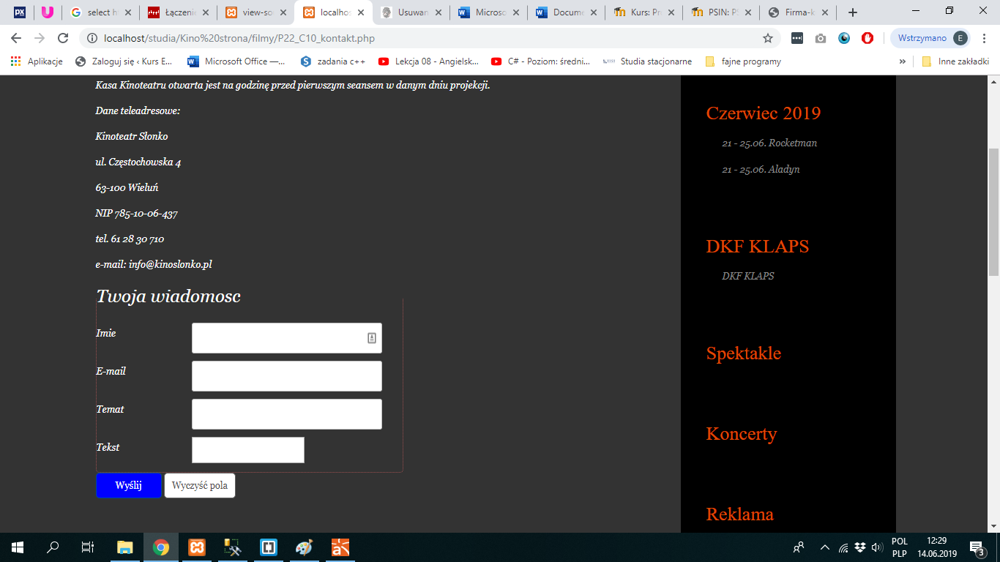 select h
Łączenie
view-so
localhos
Usuwan
Microso
Docume
Kurs: Pr
PSIN: PS
Firma-k
localhost/studia/Kino%20strona/filmy/P22_C10_kontakt.php
Wstrzymano E
Aplikacje
Zaloguj się ‹ Kurs E...
Microsoft Office —...
zadania c++
Lekcja 08 - Angielsk...
C# - Poziom: średni...
Studia stacjonarne
fajne programy
»
Inne zakładki
Kasa Kinoteatru otwarta jest na godzinę przed pierwszym seansem w danym dniu projekcji.
Dane teleadresowe:
Kinoteatr Słonko
ul. Częstochowska 4
63-100 Wieluń
NIP 785-10-06-437
tel. 61 28 30 710
e-mail: info@kinoslonko.pl
Twoja wiadomosc
Imie
E-mail
Temat
Tekst
Wyślij
Wyczyść pola
Czerwiec 2019
21 - 25.06. Rocketman
21 - 25.06. Aladyn
DKF KLAPS
DKF KLAPS
Spektakle
Koncerty
Reklama
POL
PLP
12:29
14.06.2019
3